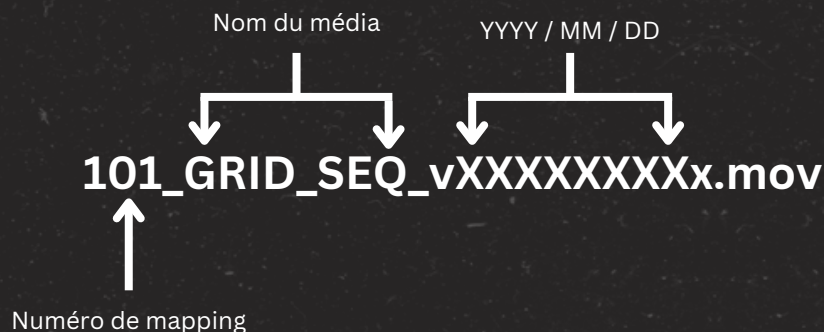 Nom du média
YYYY / MM / DD
101_GRID_SEQ_vXXXXXXXXx.mov
Numéro de mapping